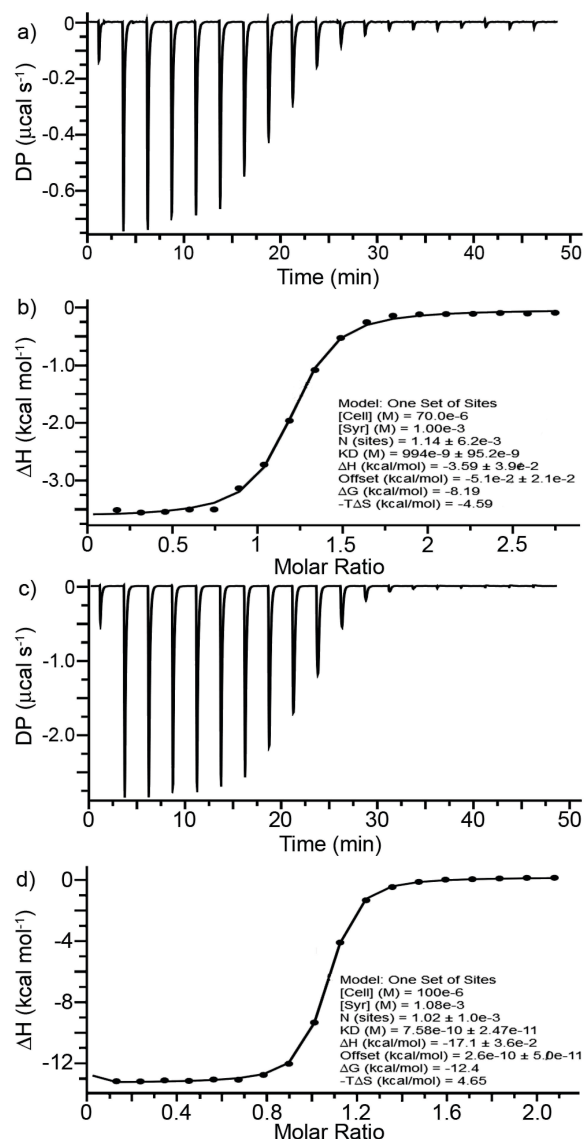 a)
0
-0.2
-0.4
-0.6
DP (μcal s⁻¹)
0 10 20 30 40 50
Time (min)
b)
0
-1.0
-2.0
-3.0
ΔH (kcal mol⁻¹)
Model: One Set of Sites
[Cell] (M) = 70.0e-6
[Syr] (M) = 1.00e-3
N (sites) = 1.14 ± 6.2e-3
KD (M) = 994e-9 ± 95.2e-9
ΔH (kcal/mol) = -3.59 ± 3.9e-2
Offset (kcal/mol) = -5.1e-2 ± 2.1e-2
ΔG (kcal/mol) = -8.19
-TΔS (kcal/mol) = -4.59
0 0.5 1 1.5 2 2.5
Molar Ratio
c)
0
-1.0
-2.0
DP (μcal s⁻¹)
0 10 20 30 40 50
Time (min)
d)
0
-4
-8
-12
ΔH (kcal mol⁻¹)
Model: One Set of Sites
[Cell] (M) = 100e-6
[Syr] (M) = 1.08e-3
N (sites) = 1.02 ± 1.0e-3
KD (M) = 7.58e-10 ± 2.47e-11
ΔH (kcal/mol) = -17.1 ± 3.6e-2
Offset (kcal/mol) = 2.6e-10 ± 5.0e-11
ΔG (kcal/mol) = -12.4
-TΔS (kcal/mol) = 4.65
0 0.4 0.8 1.2 1.6 2.0
Molar Ratio